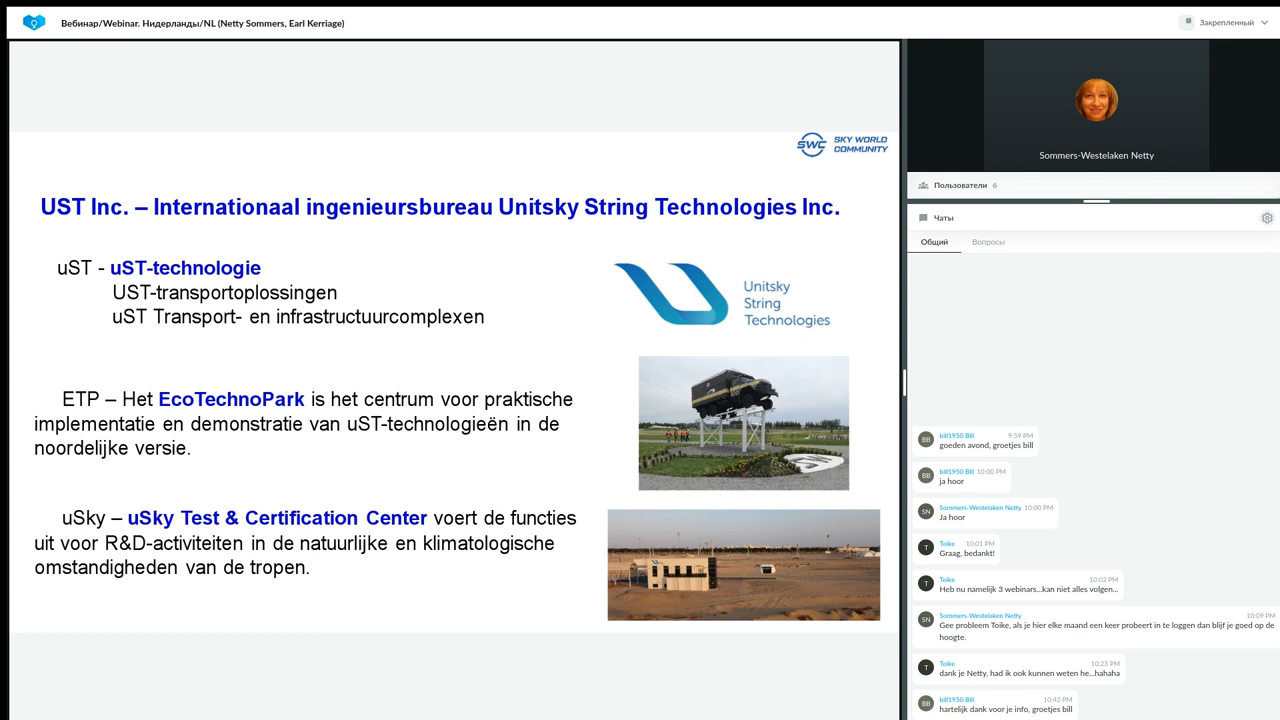 Вебинар/Webinar. Нидерланды/NL (Netty Sommers, Earl Kerriage)
Закрепленный
SWC SKY WORLD
COMMUNITY
UST Inc. – Internationaal ingenieursbureau Unitsky String Technologies Inc.
uST - uST-technologie
UST-transportoplossingen
uST Transport- en infrastructuurcomplexen
Unitsky
String
Technologies
ETP – Het EcoTechnoPark is het centrum voor praktische
implementatie en demonstratie van uST-technologieën in de
noordelijke versie.
uSky – uSky Test & Certification Center voert de functies
uit voor R&D-activiteiten in de natuurlijke en klimatologische
omstandigheden van de tropen.
Sommers-Westelaken Netty
Пользователи 6
Чаты
Общий Вопросы
BB
bill1950 Bill 9:59 PM
goeden avond, groetjes bill
BB
bill1950 Bill 10:00 PM
ja hoor
SN
Sommers-Westelaken Netty 10:00 PM
Ja hoor
T
Toike 10:01 PM
Graag, bedankt!
T
Toike 10:02 PM
Heb nu namelijk 3 webinars...kan niet alles volgen...
SN
Sommers-Westelaken Netty 10:09 PM
Gee probleem Toike, als je hier elke maand een keer probeert in te loggen dan blijf je goed op de
hoogte.
T
Toike 10:23 PM
dank je Netty, had ik ook kunnen weten he...hahaha
BB
bill1950 Bill 10:42 PM
hartelijk dank voor je info, groetjes bill